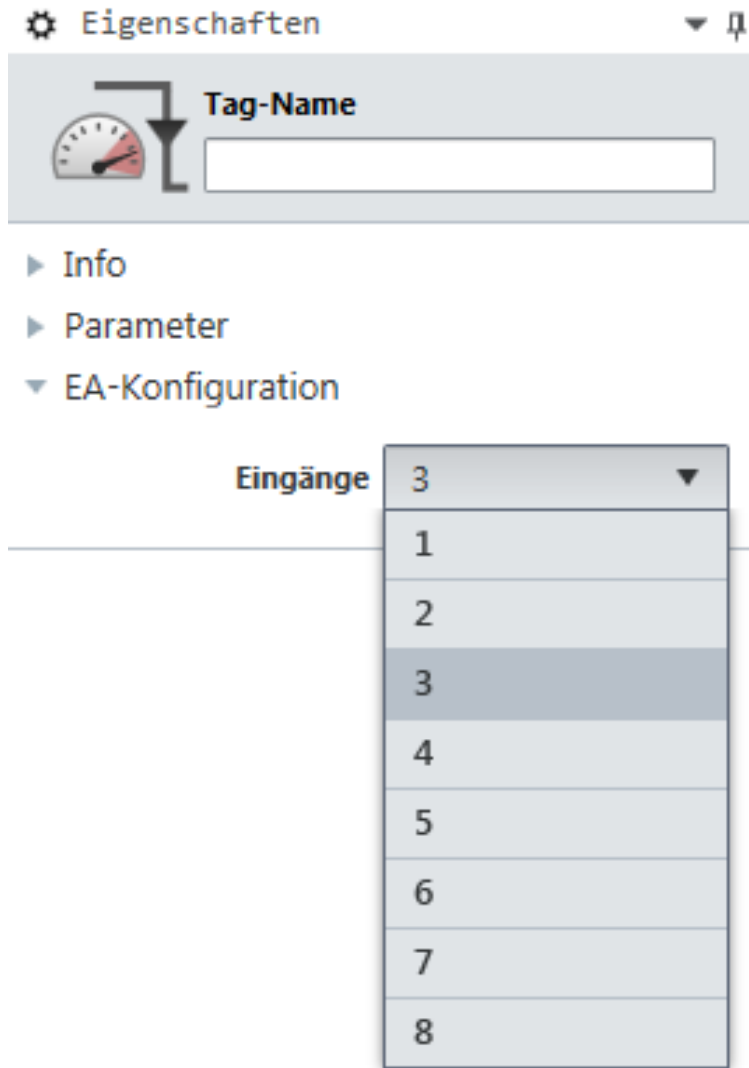 Eigenschaften
Tag-Name
Info
Parameter
EA-Konfiguration
Eingänge 3
1
2
3
4
5
6
7
8